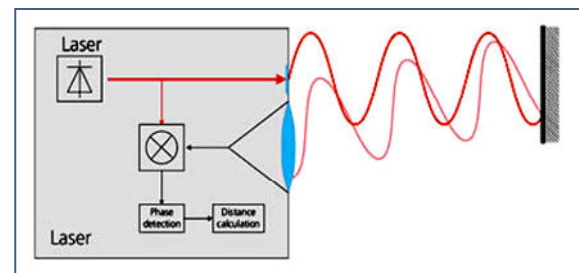 Laser
Phase
detection
Distance
calculation
Laser